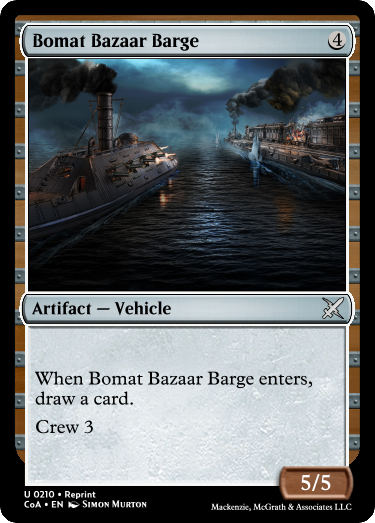 Bomat Bazaar Barge 4
Artifact — Vehicle
When Bomat Bazaar Barge enters,
draw a card.
Crew 3
5/5
U 0210 • Reprint
CoA • EN Simon Murton
Mackenzie, McGrath & Associates LLC